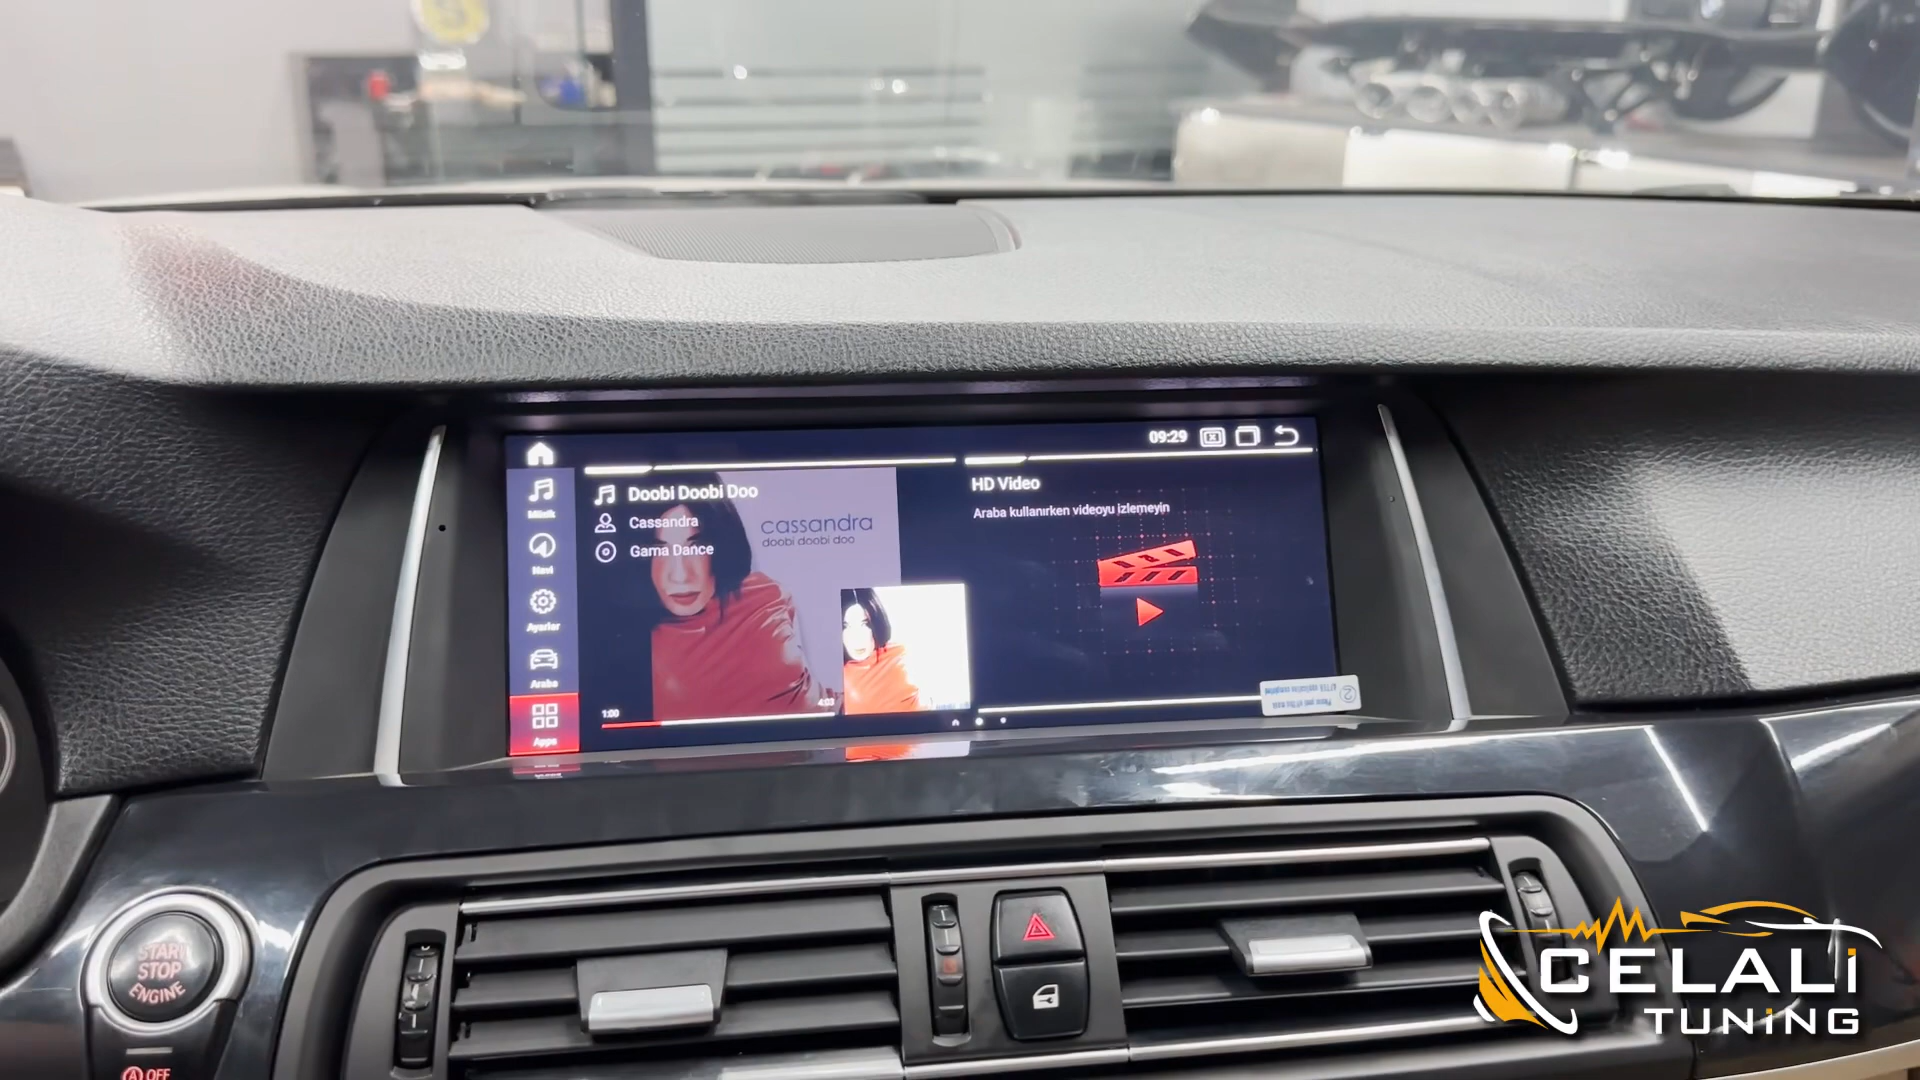 09:29
Müzik
Navi
Ayarlar
Araba
Apps
Doobi Doobi Doo
Cassandra
Gama Dance
cassandra
doobi doobi doo
1:00
4:03
HD Video
Araba kullanırken videoyu izlemeyin
START
STOP
ENGINE
A OFF
CELALi
TUNiNG